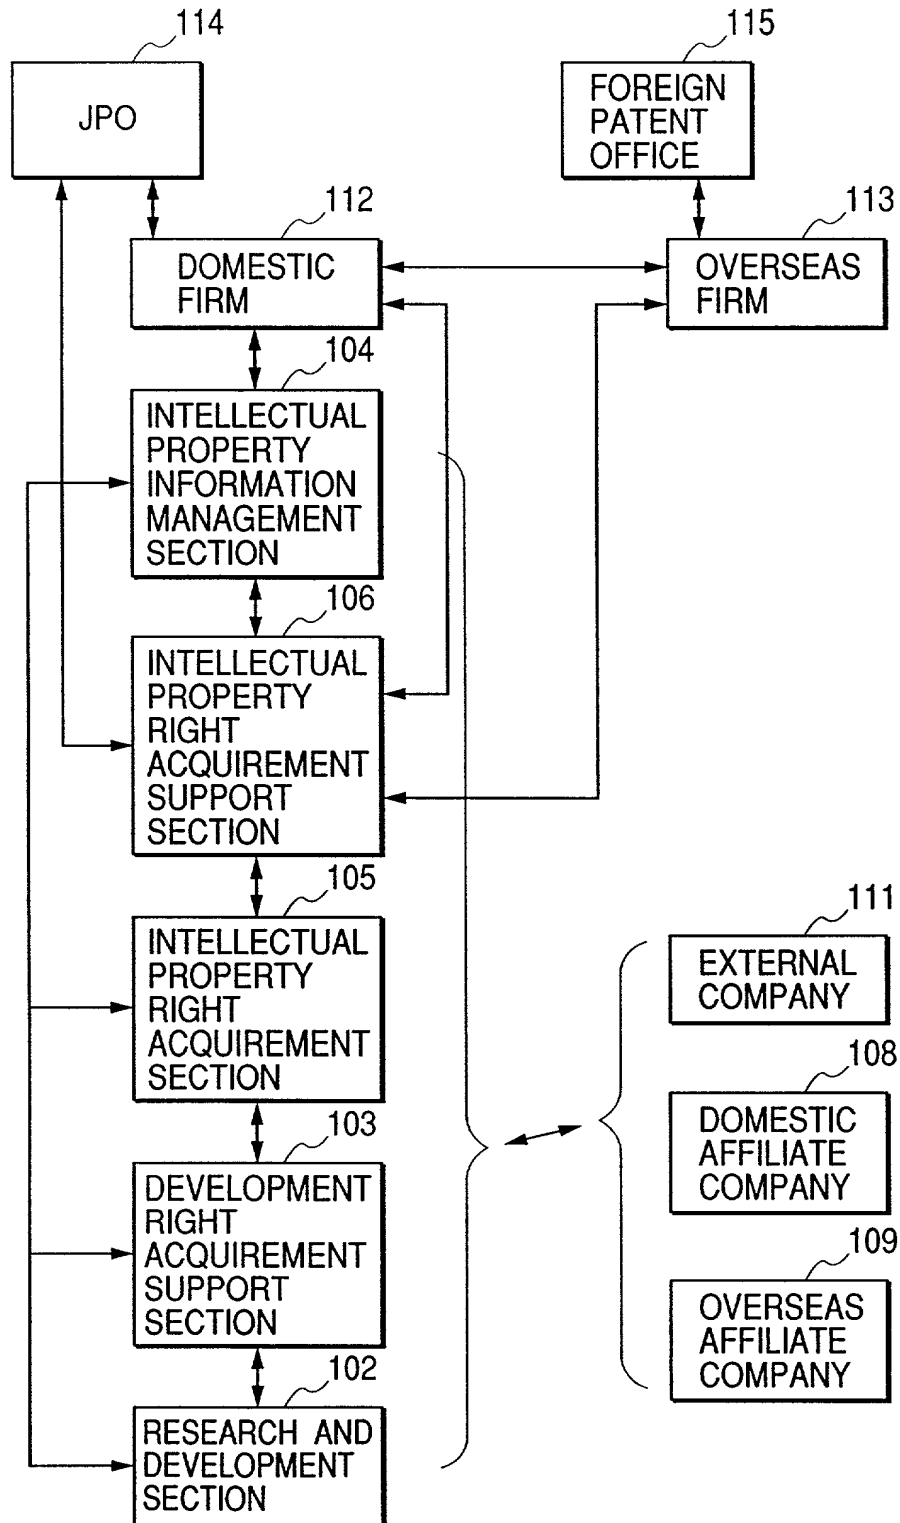 114
JPO
115
FOREIGN
PATENT
OFFICE
112
DOMESTIC
FIRM
113
OVERSEAS
FIRM
104
INTELLECTUAL
PROPERTY
INFORMATION
MANAGEMENT
SECTION
106
INTELLECTUAL
PROPERTY
RIGHT
ACQUIREMENT
SUPPORT
SECTION
105
INTELLECTUAL
PROPERTY
RIGHT
ACQUIREMENT
SECTION
111
EXTERNAL
COMPANY
108
DOMESTIC
AFFILIATE
COMPANY
103
DEVELOPMENT
RIGHT
ACQUIREMENT
SUPPORT
SECTION
109
OVERSEAS
AFFILIATE
COMPANY
102
RESEARCH AND
DEVELOPMENT
SECTION